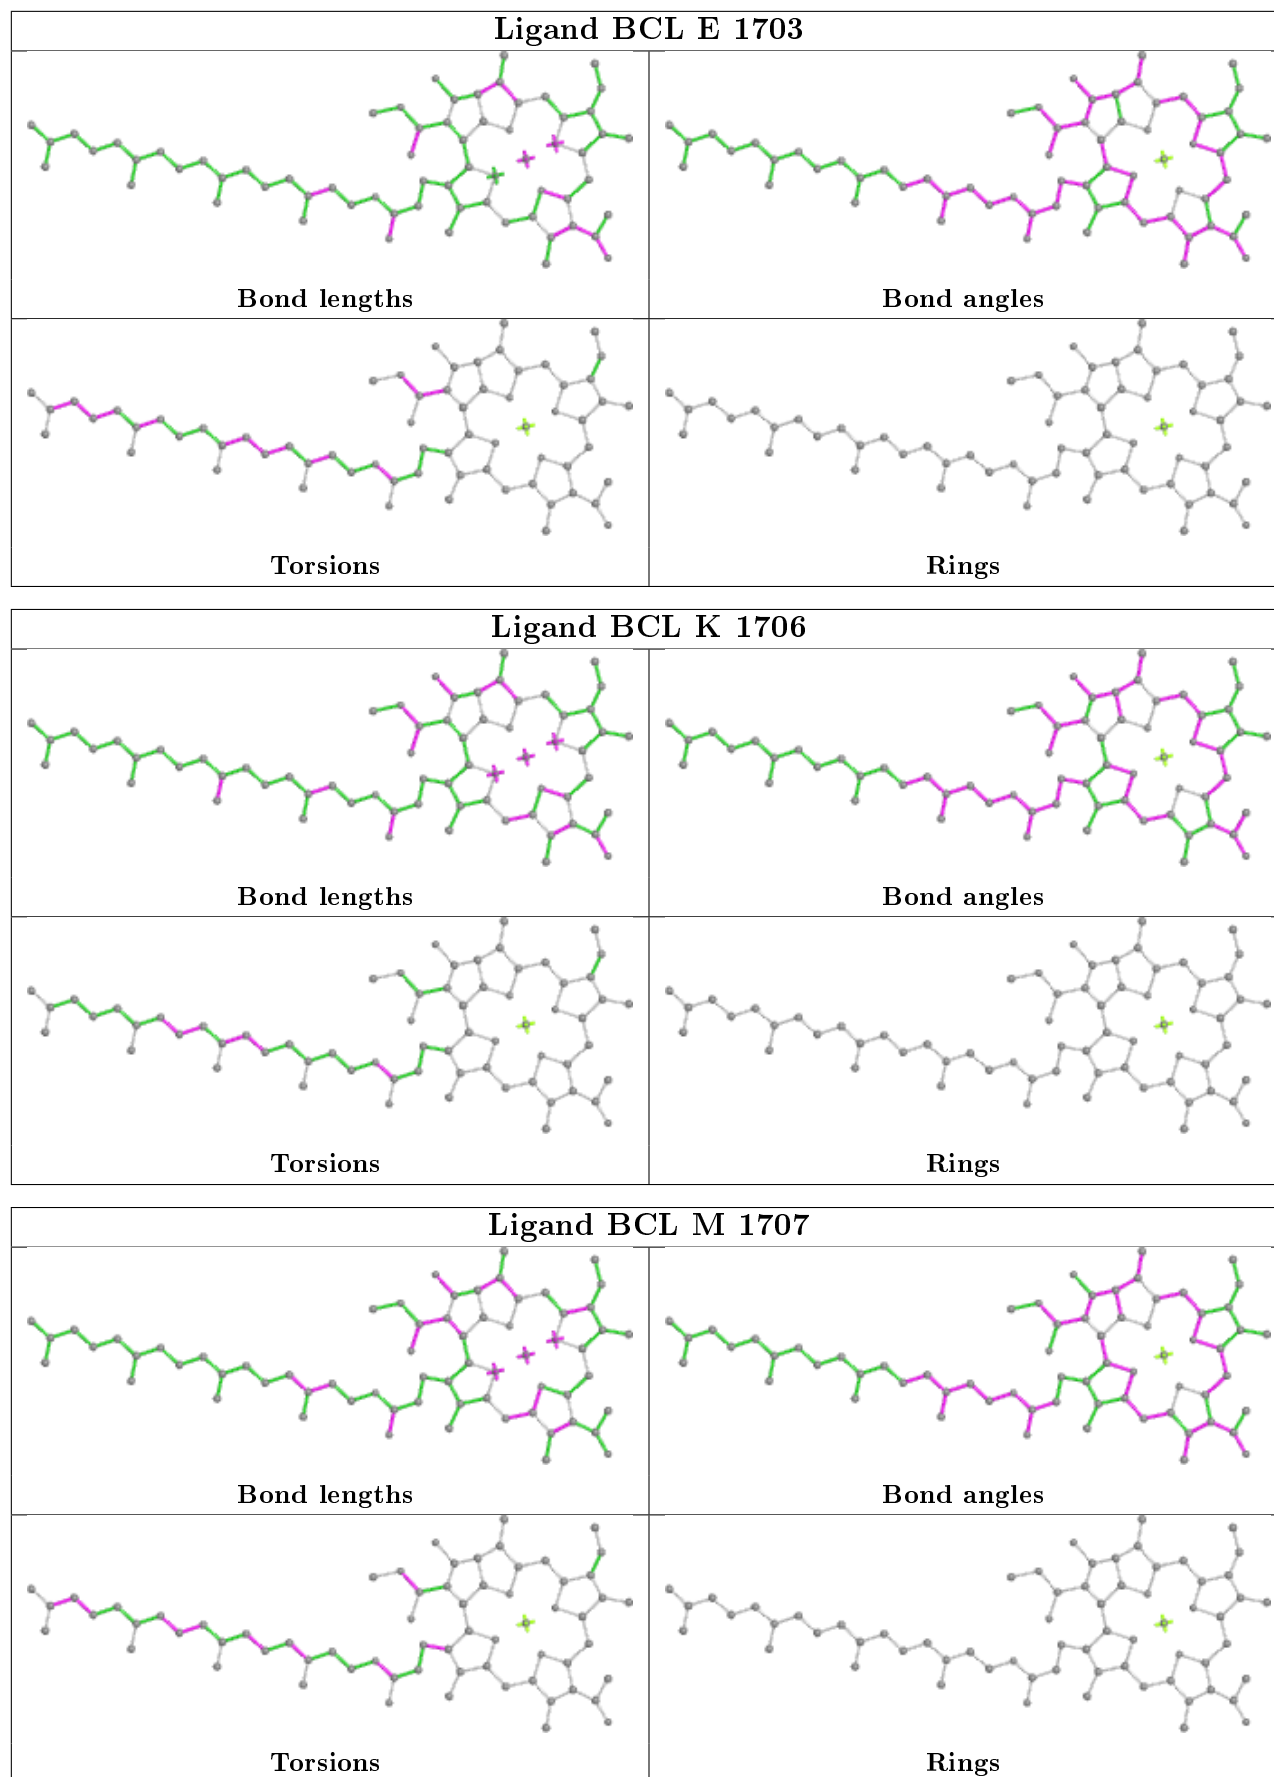 Ligand BCL E 1703
Bond lengths
Bond angles
Torsions
Rings
Ligand BCL K 1706
Bond lengths
Bond angles
Torsions
Rings
Ligand BCL M 1707
Bond lengths
Bond angles
Torsions
Rings